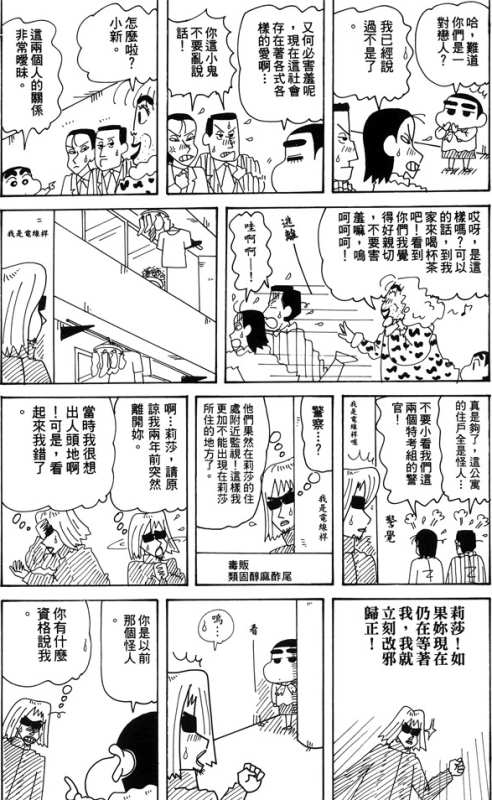 哈，難道
你們是一
對戀人？
我已經說
過不是了
又何必害羞呢
，現在這社會
存在著各式各
樣的愛啊…
你這小鬼
不要亂說
話！
怎麼啦？
小新。
這兩個人的關係
非常曖昧。
哎呀，是這
樣嗎？可以
的話，到我
家來喝杯茶
吧！看到
你們我覺
得好親切
，不要害
羞嘛，嗚
呵呵呵！
逃離
哇啊啊！！
我是電線桿
真是夠了，這公寓
的住戶全是怪人…
不要小看我們這
兩個特考組的警
官！
警覺
我是電線桿喔
警察…？
我是電線桿
他們果然在莉莎的住
處附近監視！這樣我
更加不能出現在莉莎
所住的地方了。
毒販
類固醇麻酢尾
啊…莉莎，請原
諒我兩年前突然
離開妳。
當時我很想
出人頭地啊
！可是，看
起來我錯了
。
莉莎！如
果妳現在
仍在等著
我，我就
立刻改邪
歸正！
看
嗚…
你是以前
那個怪人
。
你有什麼
資格說我
。